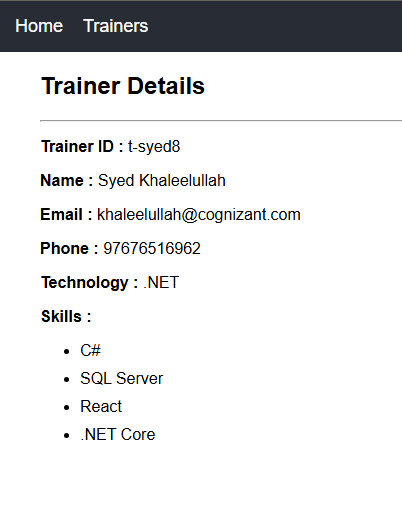 Home Trainers
Trainer Details
Trainer ID : t-syed8
Name : Syed Khaleelullah
Email : khaleelullah@cognizant.com
Phone : 97676516962
Technology : .NET
Skills :
• C#
• SQL Server
• React
• .NET Core